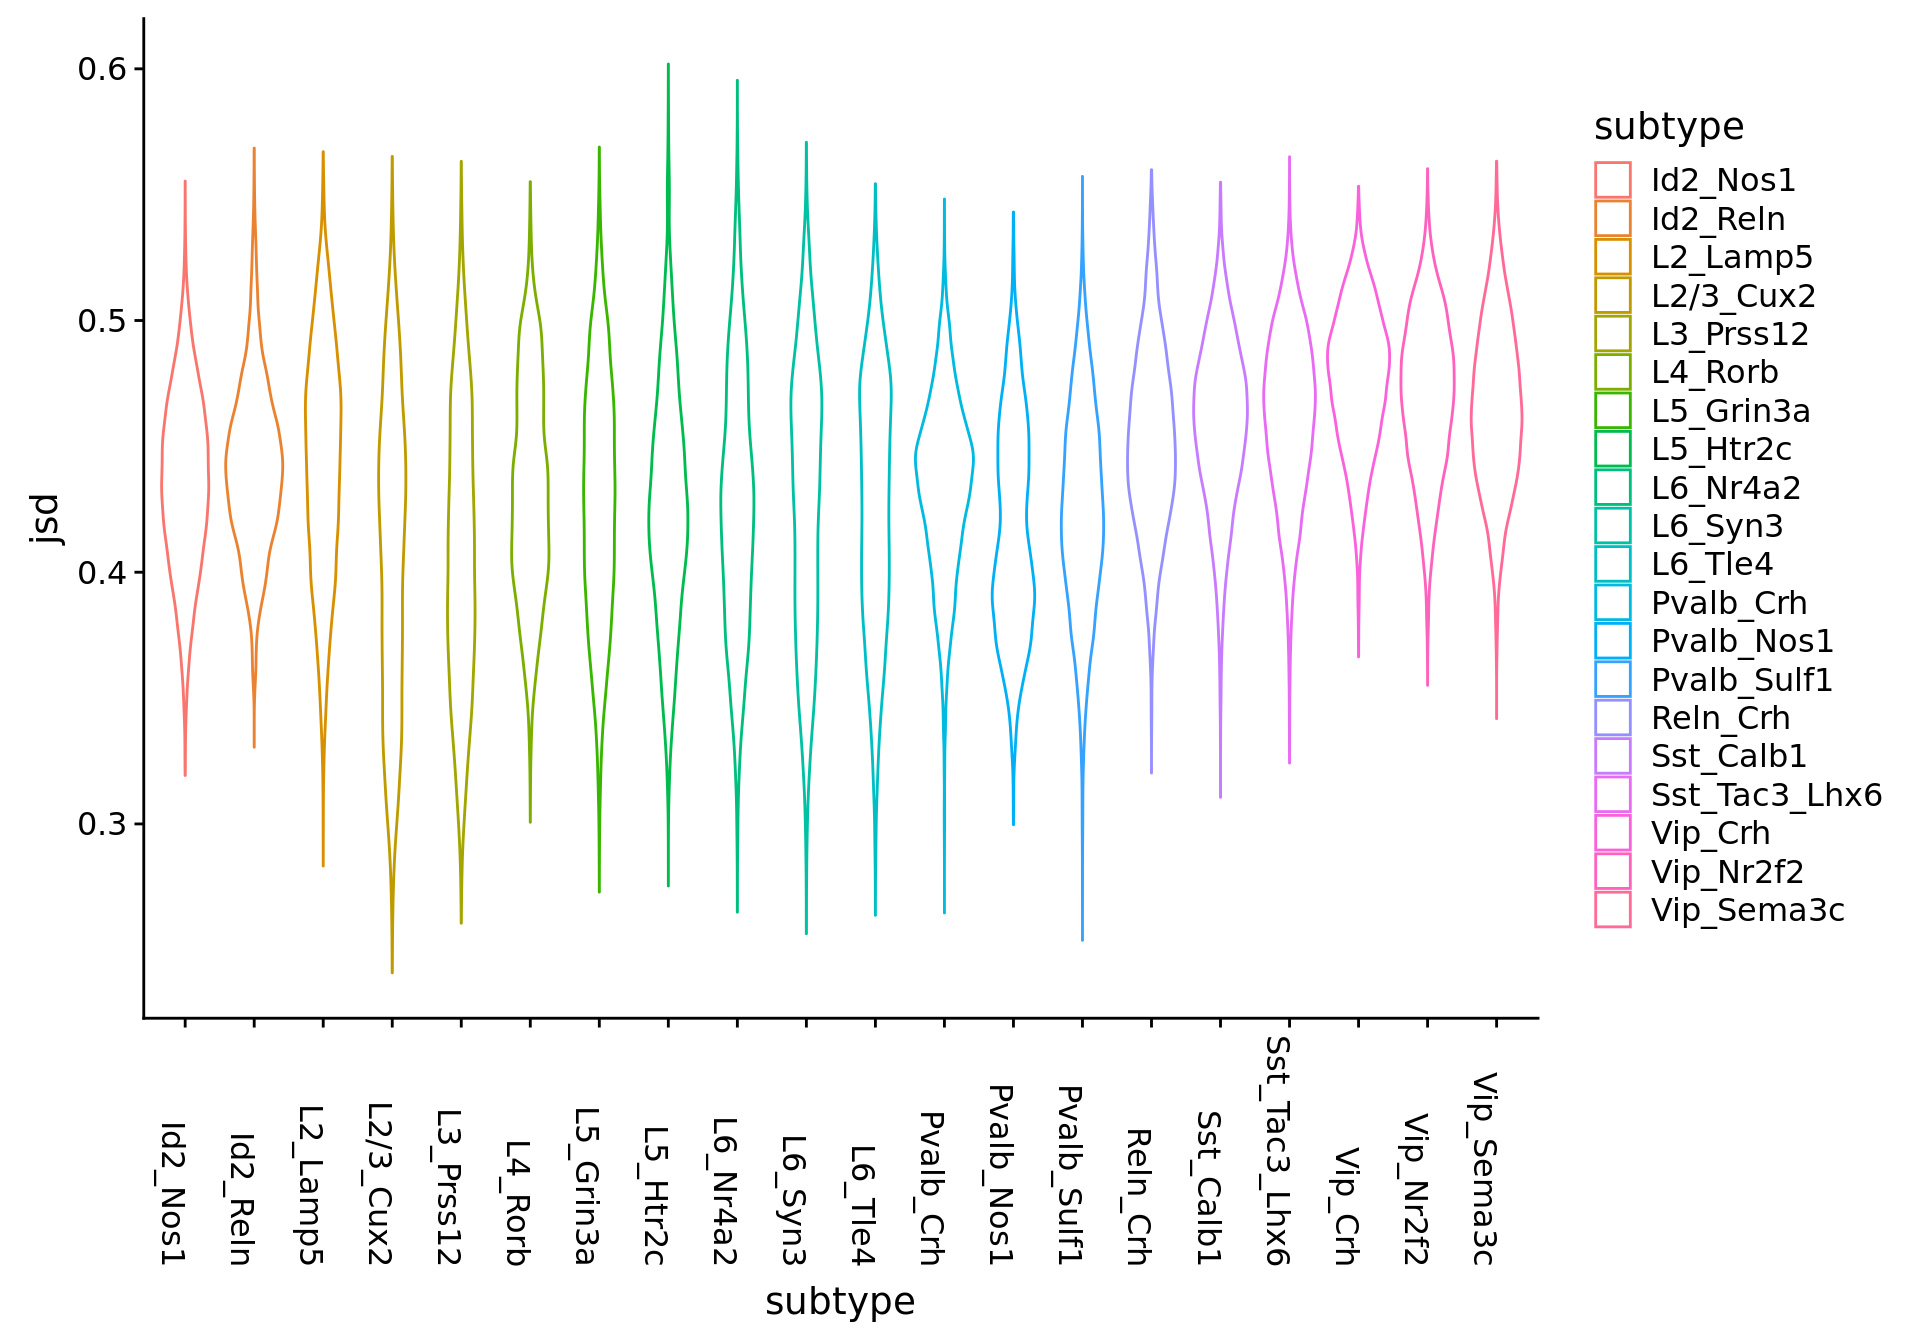 0.6
0.5
0.4
0.3
jsd
Id2_Nos1
Id2_Reln
L2_Lamp5
L2/3_Cux2
L3_Prss12
L4_Rorb
L5_Grin3a
L5_Htr2c
L6_Nr4a2
L6_Syn3
L6_Tle4
Pvalb_Crh
Pvalb_Nos1
Pvalb_Sulf1
Reln_Crh
Sst_Calb1
Sst_Tac3_Lhx6
Vip_Crh
Vip_Nr2f2
Vip_Sema3c
subtype
subtype
Id2_Nos1
Id2_Reln
L2_Lamp5
L2/3_Cux2
L3_Prss12
L4_Rorb
L5_Grin3a
L5_Htr2c
L6_Nr4a2
L6_Syn3
L6_Tle4
Pvalb_Crh
Pvalb_Nos1
Pvalb_Sulf1
Reln_Crh
Sst_Calb1
Sst_Tac3_Lhx6
Vip_Crh
Vip_Nr2f2
Vip_Sema3c